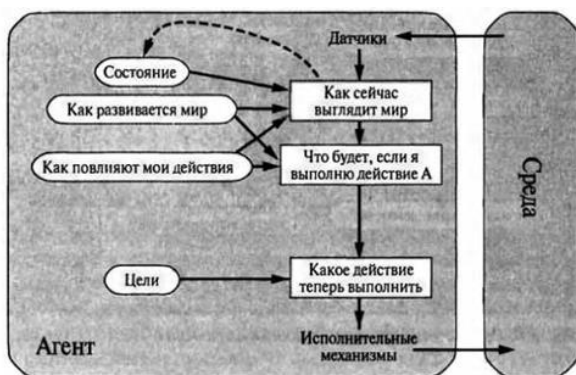 Датчики
Состояние
Как сейчас
выглядит мир
Как развивается мир
Что будет, если я
выполню действие A
Как повлияют мои действия
Среда
Цели
Какое действие
теперь выполнить
Агент
Исполнительные
механизмы